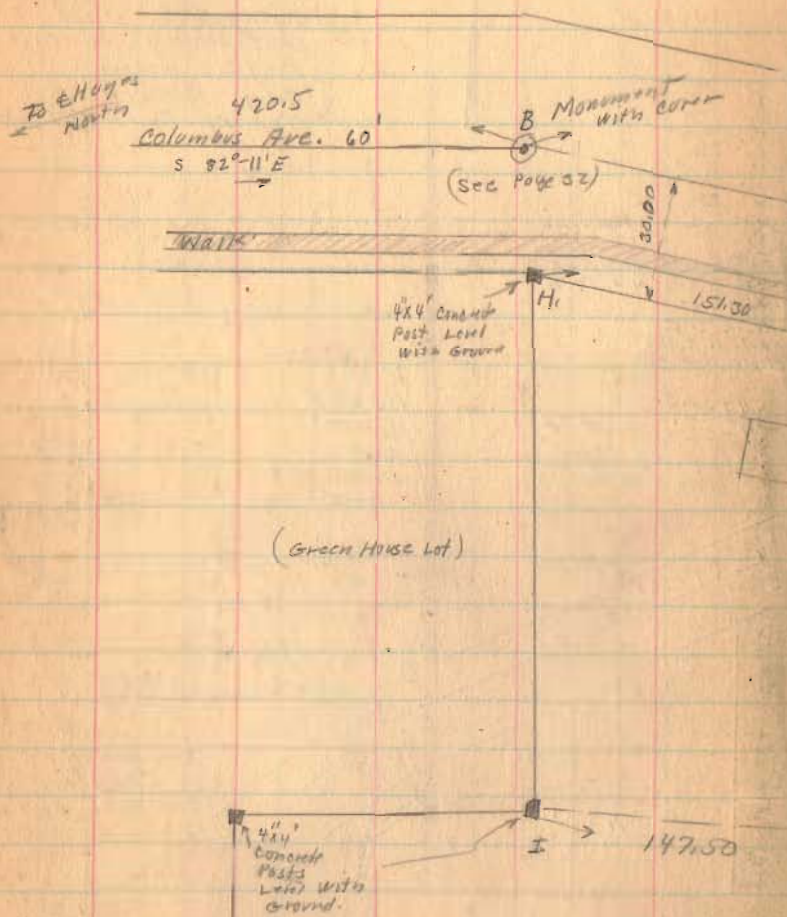 To ℄ Hayes
North
420.5
Columbus Ave. 60'
S 82°-11' E
B
Monument
with Cover
(See Page 32)
30.00
Walk
H.
151.30
4"x4" Concrete
Post Level
with Ground
(Green House Lot)
4"x4"
Concrete
Posts
Level with
Ground.
I
147.50